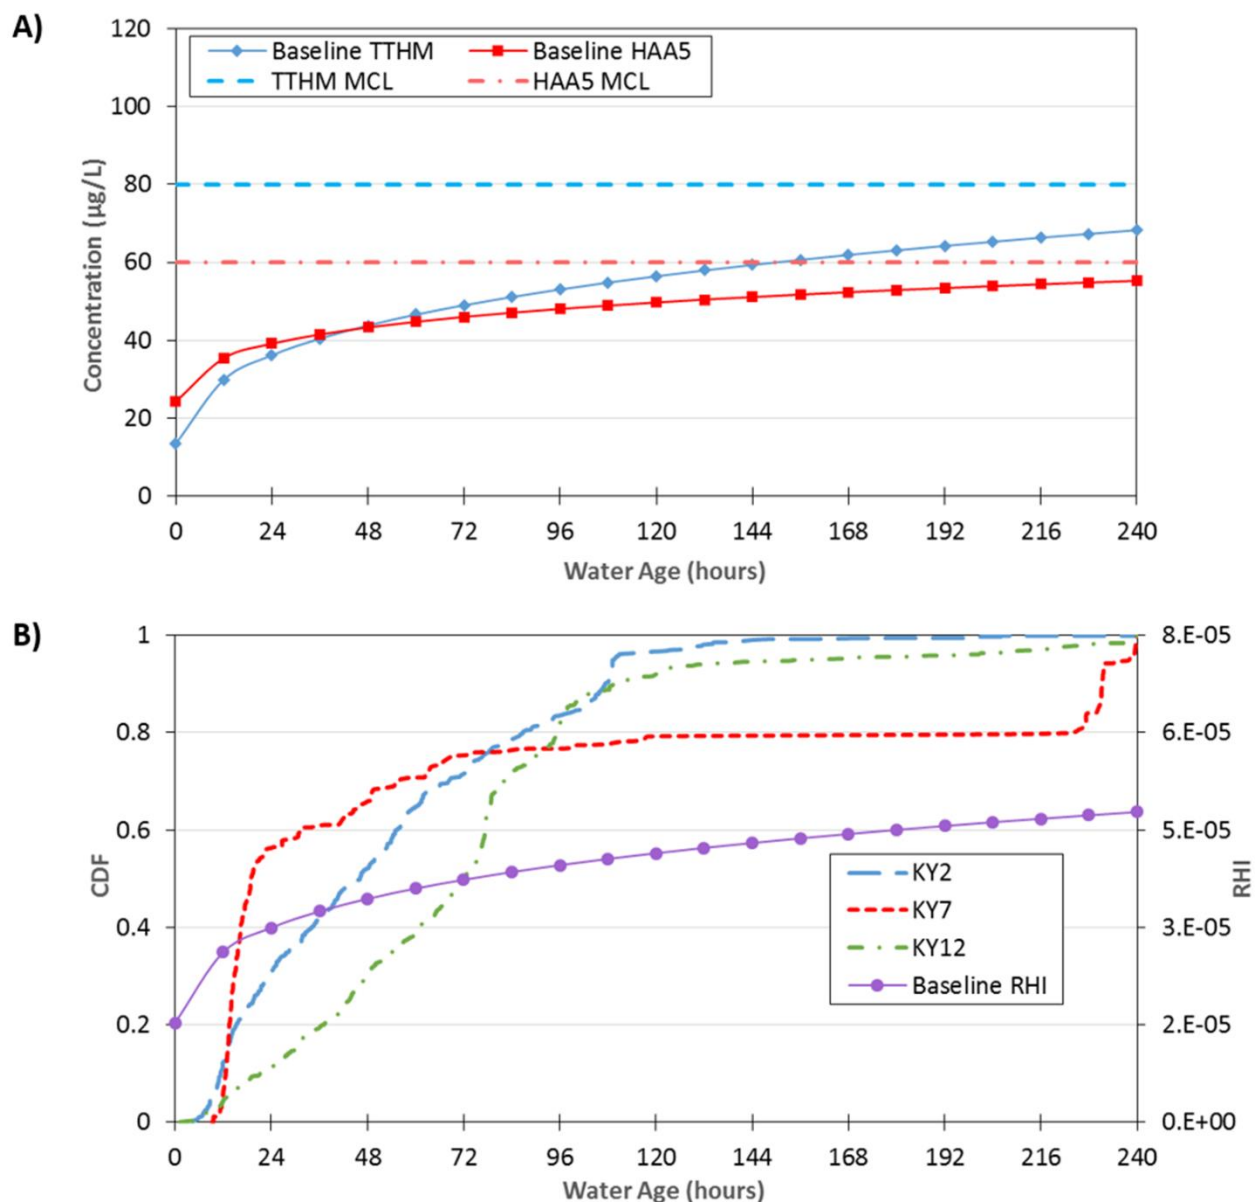 A)
120
100
80
60
40
20
0
Concentration (µg/L)
Baseline TTHM
Baseline HAA5
TTHM MCL
HAA5 MCL
0 24 48 72 96 120 144 168 192 216 240
Water Age (hours)
B)
1
0.8
0.6
0.4
0.2
0
CDF
8.E-05
6.E-05
5.E-05
3.E-05
2.E-05
0.E+00
RHI
KY2
KY7
KY12
Baseline RHI
0 24 48 72 96 120 144 168 192 216 240
Water Age (hours)